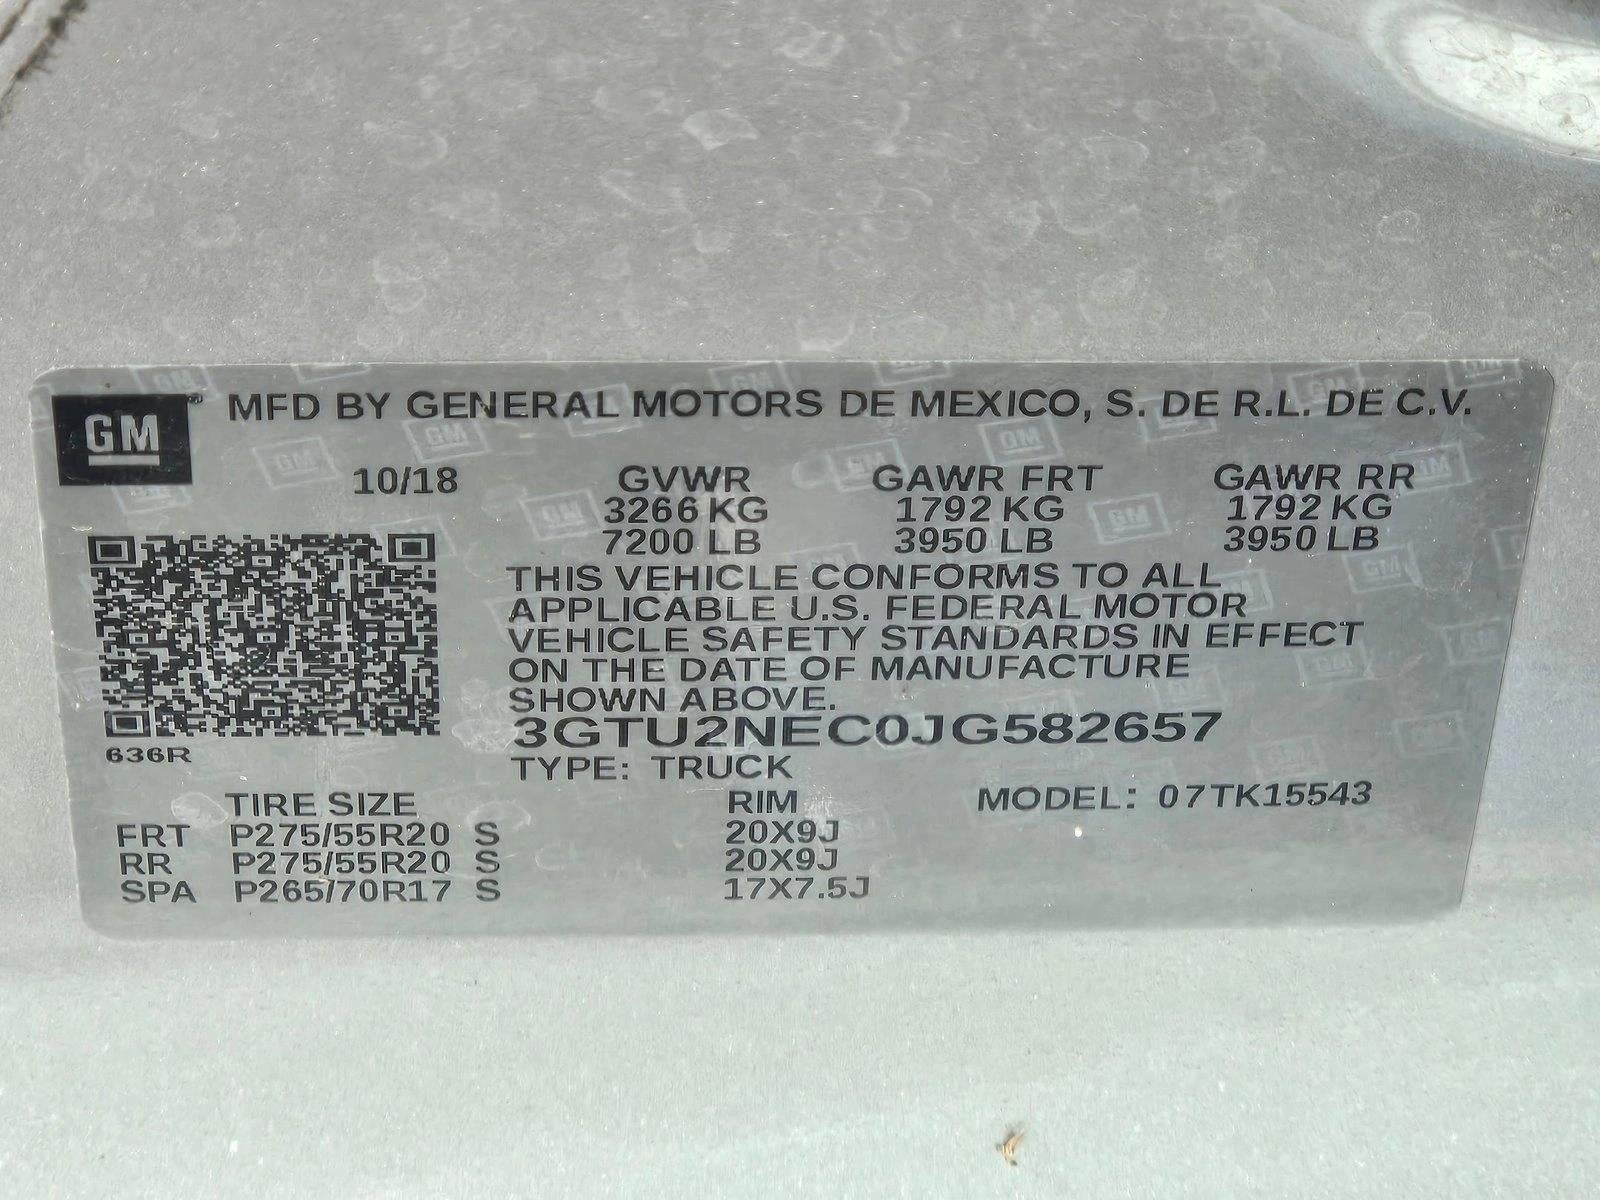 GM MFD BY GENERAL MOTORS DE MEXICO, S. DE R.L. DE C.V.
10/18 GVWR GAWR FRT GAWR RR
3266 KG 1792 KG 1792 KG
7200 LB 3950 LB 3950 LB
THIS VEHICLE CONFORMS TO ALL
APPLICABLE U.S. FEDERAL MOTOR
VEHICLE SAFETY STANDARDS IN EFFECT
ON THE DATE OF MANUFACTURE
SHOWN ABOVE.
3GTU2NEC0JG582657
636R
TYPE: TRUCK
TIRE SIZE RIM MODEL: 07TK15543
FRT P275/55R20 S 20X9J
RR P275/55R20 S 20X9J
SPA P265/70R17 S 17X7.5J